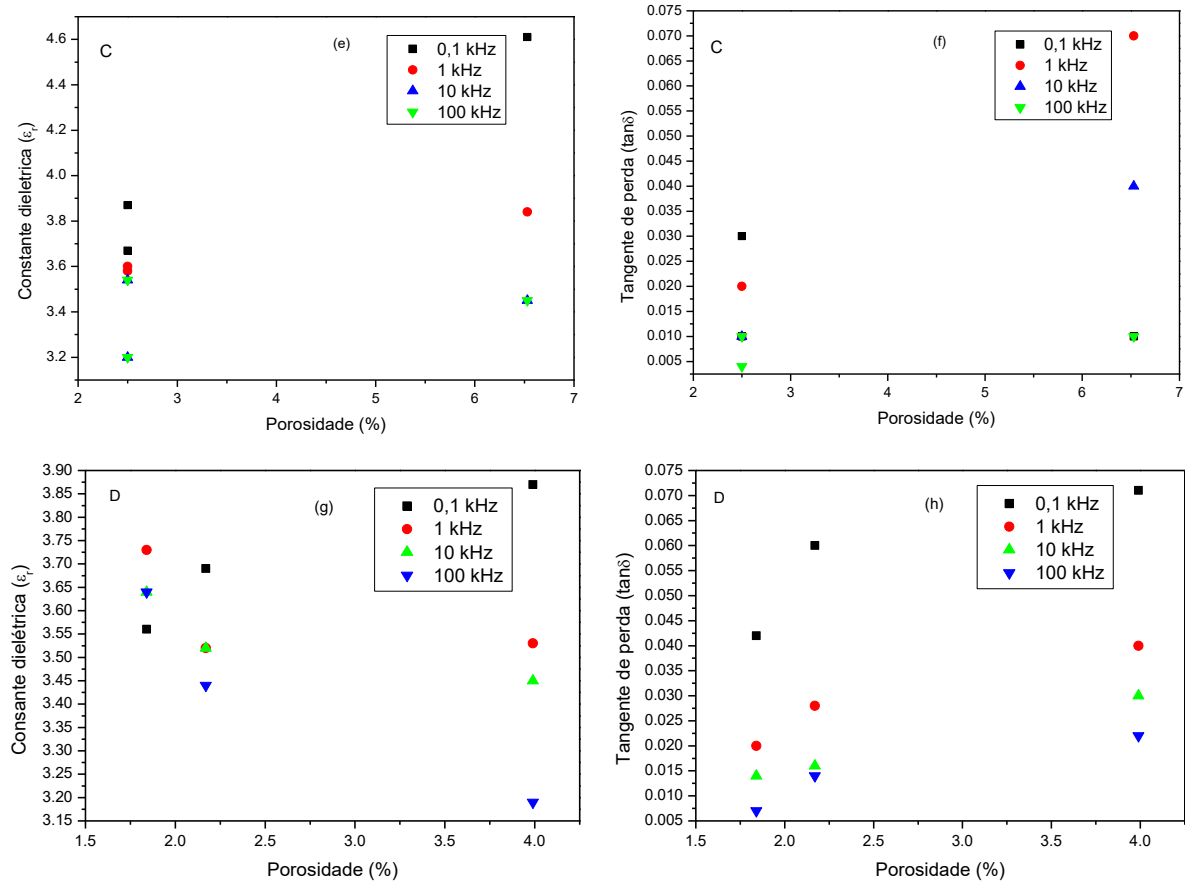 C
(e)
0,1 kHz
1 kHz
10 kHz
100 kHz
4.6
4.4
4.2
4.0
3.8
3.6
3.4
3.2
Constante dieletrica (εr)
2 3 4 5 6 7
Porosidade (%)
C
(f)
0,1 kHz
1 kHz
10 kHz
100 kHz
0.075
0.070
0.065
0.060
0.055
0.050
0.045
0.040
0.035
0.030
0.025
0.020
0.015
0.010
0.005
Tangente de perda (tanδ)
2 3 4 5 6 7
Porosidade (%)
D
(g)
0,1 kHz
1 kHz
10 kHz
100 kHz
3.90
3.85
3.80
3.75
3.70
3.65
3.60
3.55
3.50
3.45
3.40
3.35
3.30
3.25
3.20
3.15
Consante dielétrica (εr)
1.5 2.0 2.5 3.0 3.5 4.0
Porosidade (%)
D
(h)
0,1 kHz
1 kHz
10 kHz
100 kHz
0.075
0.070
0.065
0.060
0.055
0.050
0.045
0.040
0.035
0.030
0.025
0.020
0.015
0.010
0.005
Tangente de perda (tanδ)
1.5 2.0 2.5 3.0 3.5 4.0
Porosidade (%)